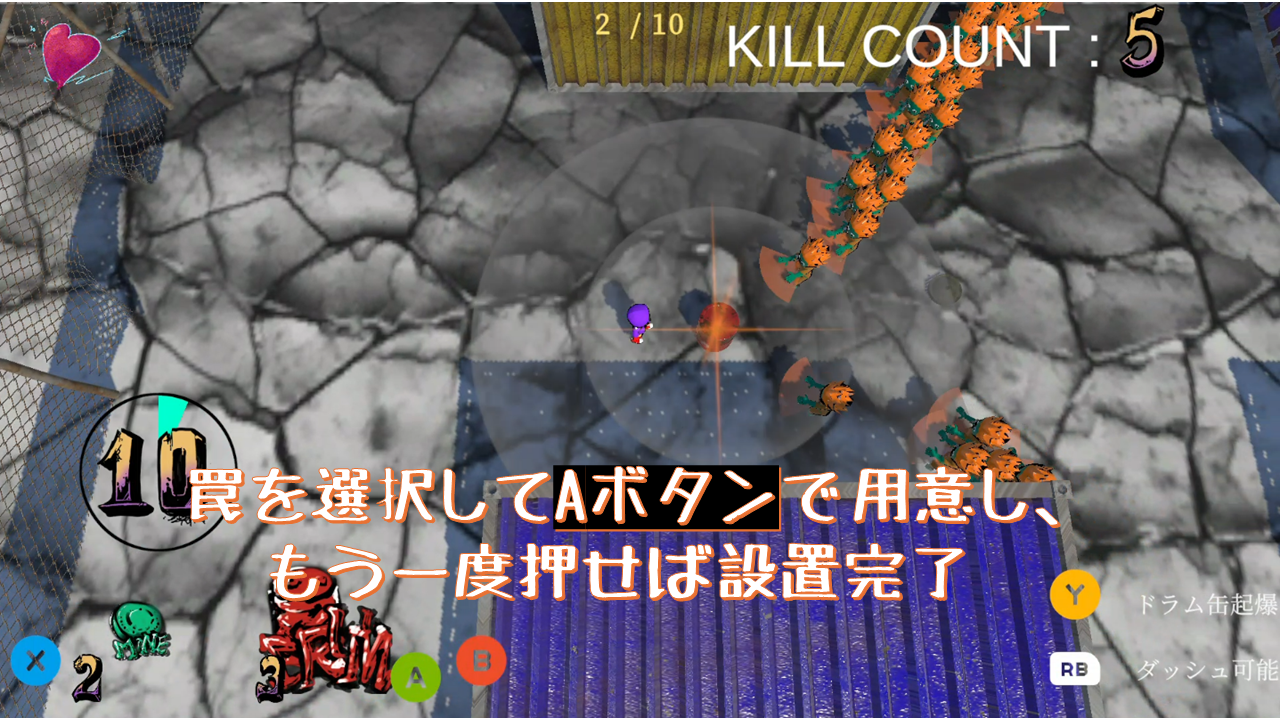 2 / 10
KILL COUNT : 5
10
罠を選択してAボタンで用意し、
もう一度押せば設置完了
Y ドラム缶起爆
MINE
X 2
3 A B
RB ダッシュ可能